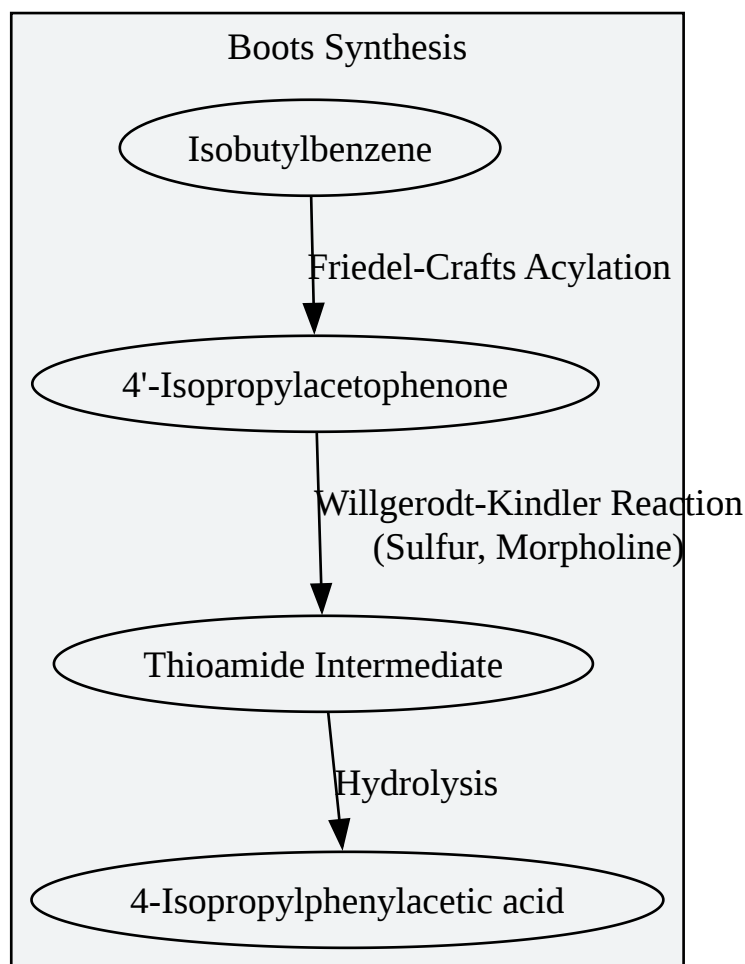 Boots Synthesis
Isobutylbenzene
Friedel-Crafts Acylation
4'-Isopropylacetophenone
Willgerodt-Kindler Reaction
(Sulfur, Morpholine)
Thioamide Intermediate
Hydrolysis
4-Isopropylphenylacetic acid